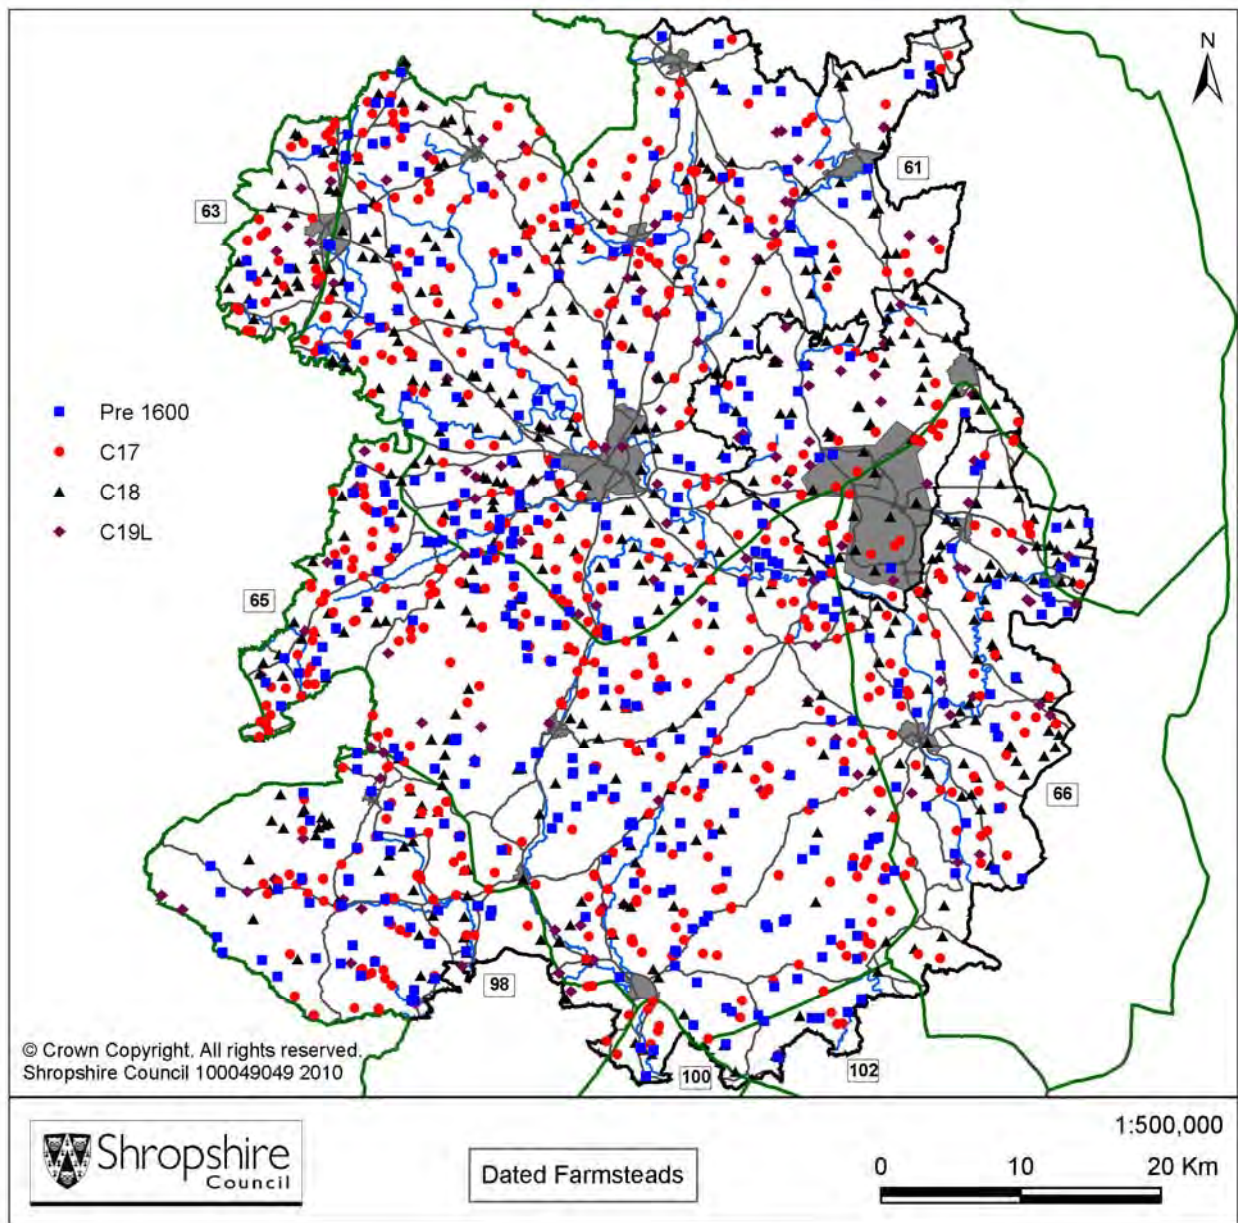 N
61
63
Pre 1600
C17
C18
C19L
65
66
98
© Crown Copyright. All rights reserved.
Shropshire Council 100049049 2010
100
102
1:500,000
Shropshire
Council
Dated Farmsteads
0 10 20 Km